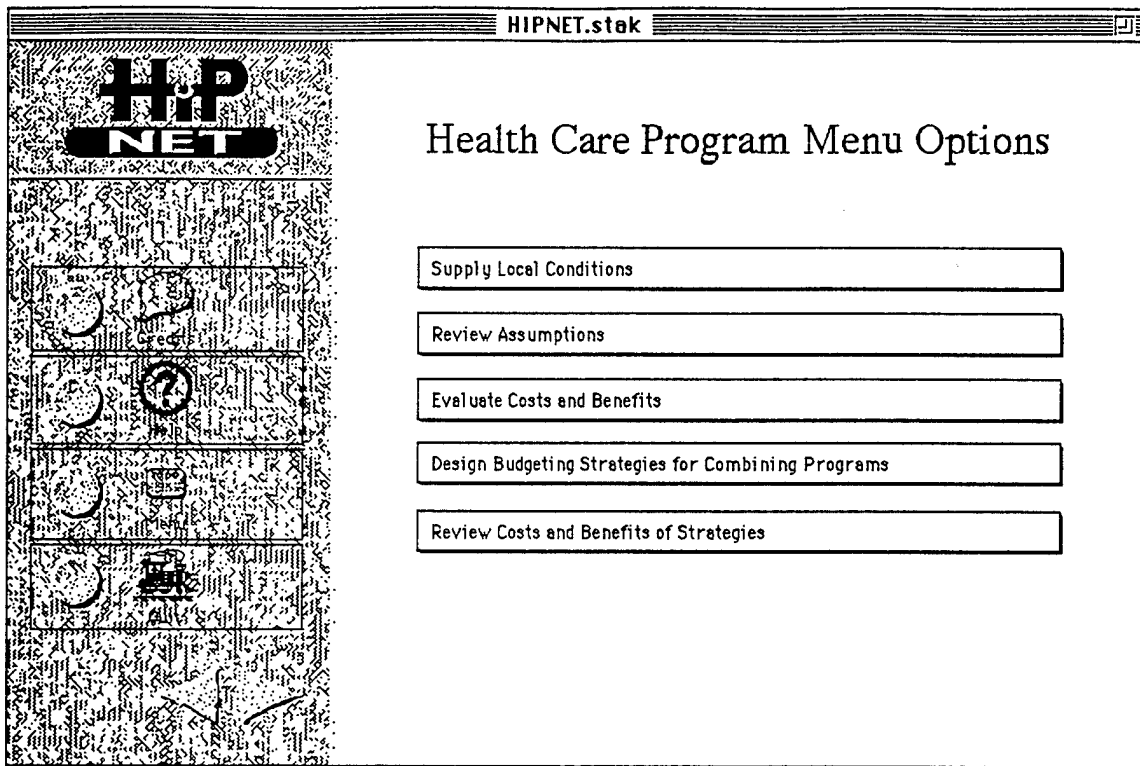 HIPNET.stak
HiP
NET
Health Care Program Menu Options
Supply Local Conditions
Review Assumptions
Evaluate Costs and Benefits
Design Budgeting Strategies for Combining Programs
Review Costs and Benefits of Strategies
Help